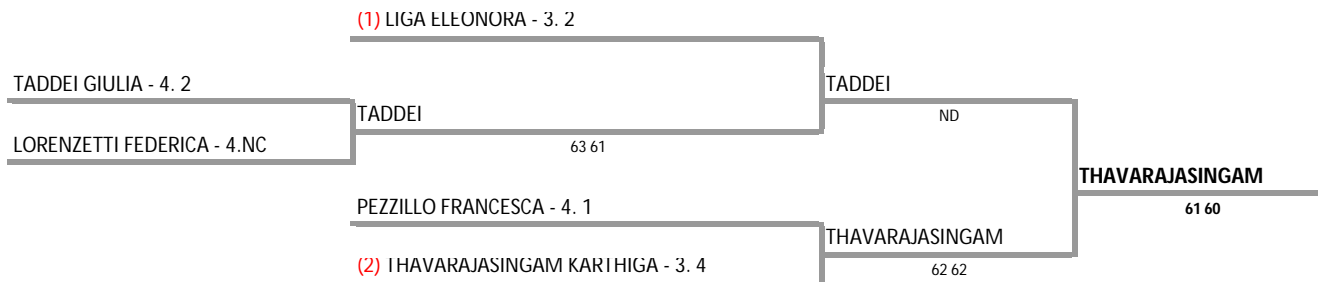 (1) LIGA ELEONORA - 3. 2
TADDEI GIULIA - 4. 2
TADDEI
TADDEI
ND
LORENZETTI FEDERICA - 4.NC
63 61
THAVARAJASINGAM
61 60
PEZZILLO FRANCESCA - 4. 1
THAVARAJASINGAM
62 62
(2) THAVARAJASINGAM KARTHIGA - 3. 4